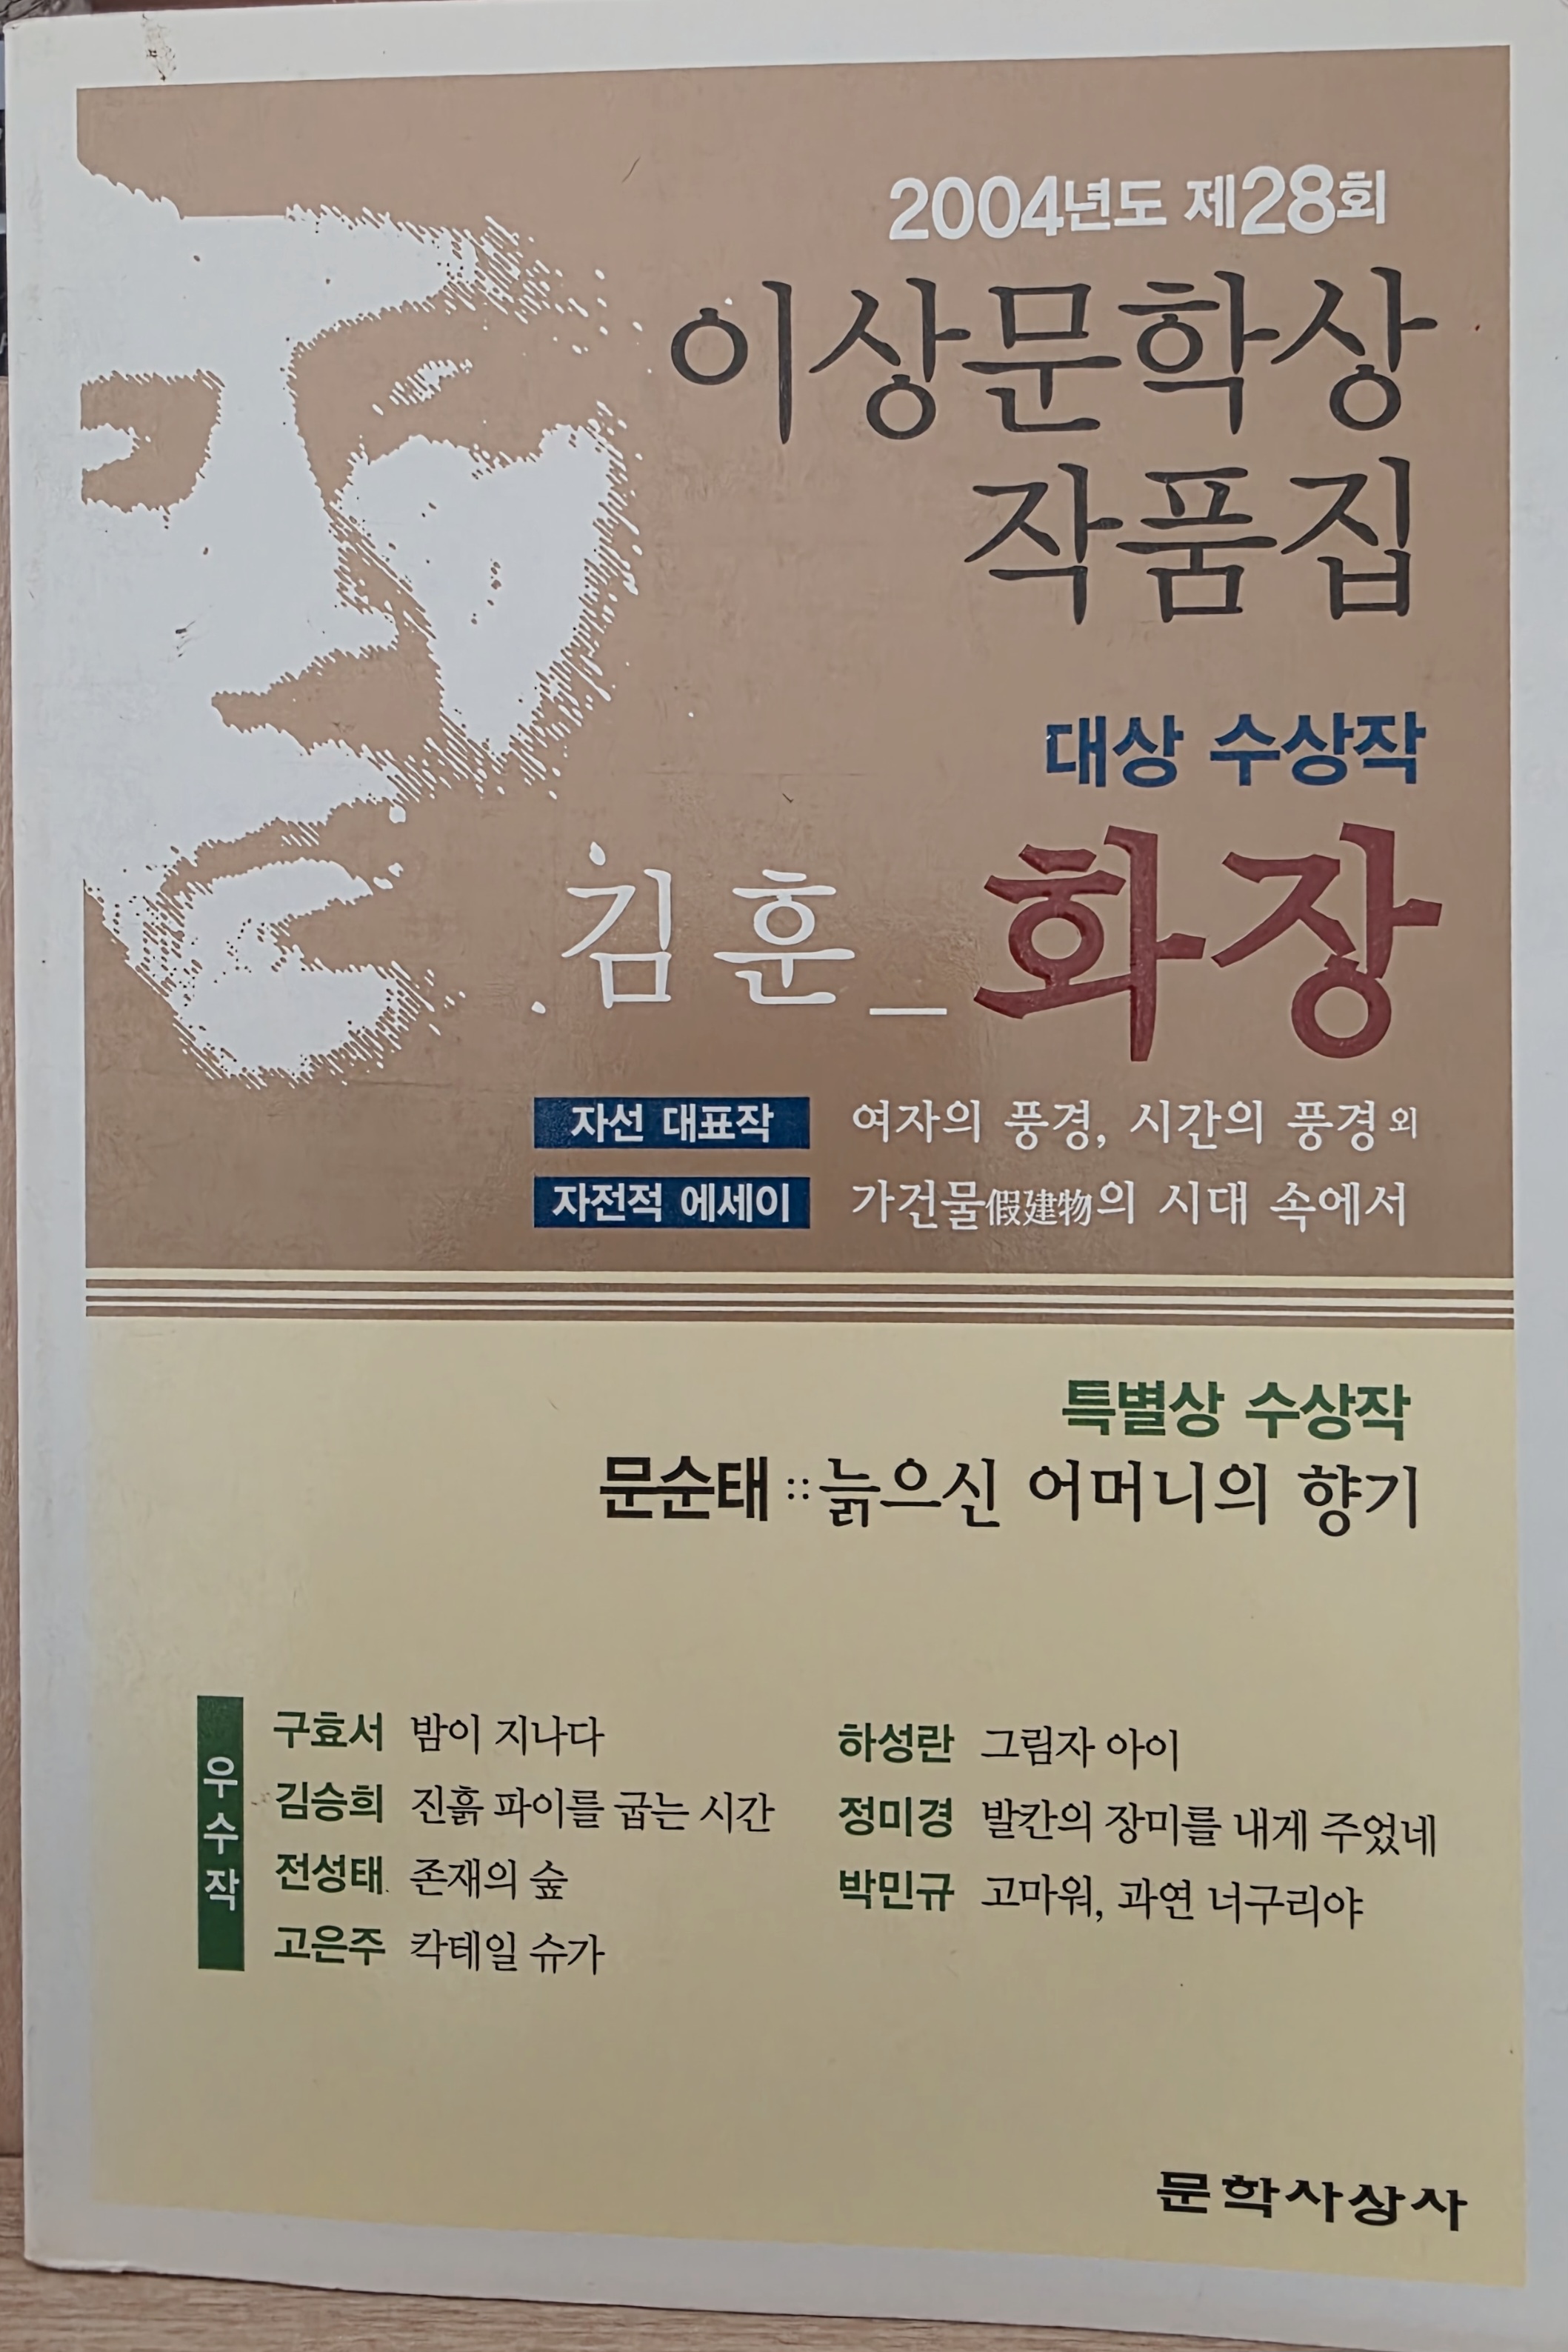 2004년도 제28회
이상문학상
작품집
대상 수상작
김훈_화장
자선 대표작 여자의 풍경, 시간의 풍경 외
자전적 에세이 가건물假建物의 시대 속에서
특별상 수상작
문순태 :: 늙으신 어머니의 향기
우수작
구효서 밤이 지나다
김승희 진흙 파이를 굽는 시간
전성태 존재의 숲
고은주 칵테일 슈가
하성란 그림자 아이
정미경 발칸의 장미를 내게 주었네
박민규 고마워, 과연 너구리야
문학사상사